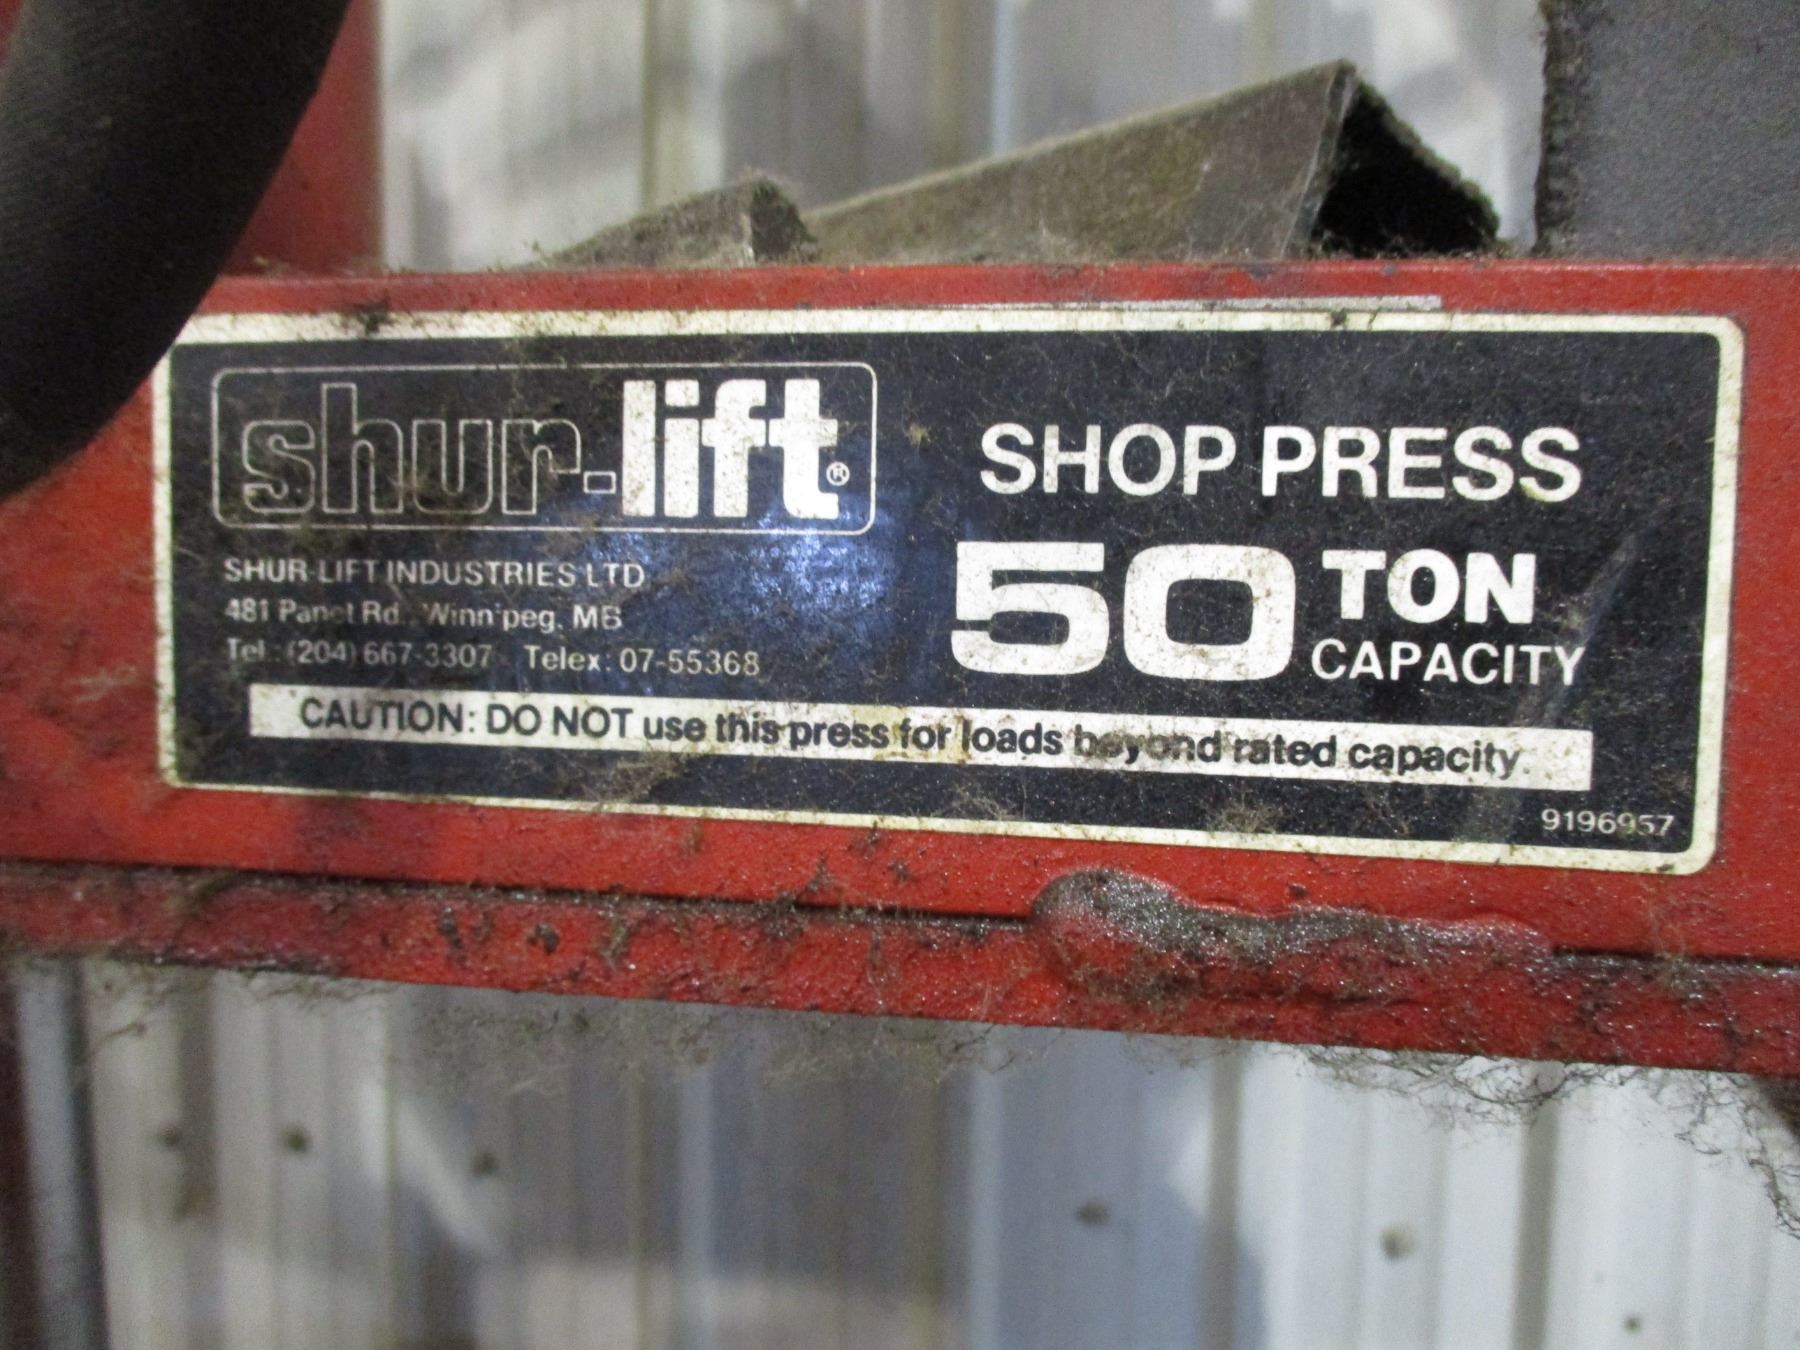 shur-lift®
SHUR-LIFT INDUSTRIES LTD
481 Panet Rd., Winnipeg, MB
Tel.: (204) 667-3307 Telex: 07-55368
SHOP PRESS
50 TON
CAPACITY
CAUTION: DO NOT use this press for loads beyond rated capacity.
9196957